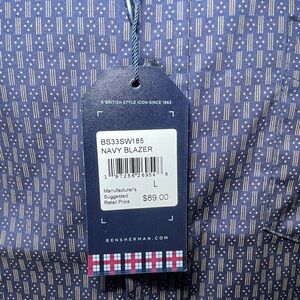 A BRITISH STYLE ICON SINCE 1963
BS33SW185
NAVY BLAZER
L
Manufacturer's
Suggested
Retail Price
$89.00
BENSHERMAN.COM